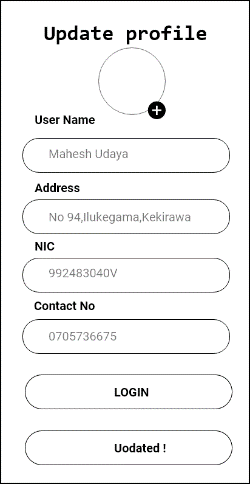 Update profile
User Name
Mahesh Udaya
Address
No 94,Ilukegama,Kekirawa
NIC
992483040V
Contact No
0705736675
LOGIN
Uodated !